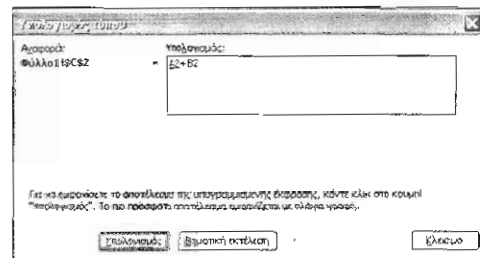 Υπολογισμός τύπου
Αναφορά: Υπολογισμός:
Φύλλο1!$C$2 = A2+B2
Για να εμφανίσετε το αποτέλεσμα της υπογραμμισμένης έκφρασης, κάντε κλικ στο κουμπί
"Υπολογισμός". Το πιο πρόσφατο αποτέλεσμα εμφανίζεται με πλάγια γραφή.
Υπολογισμός Βηματική εκτέλεση Κλείσιμο